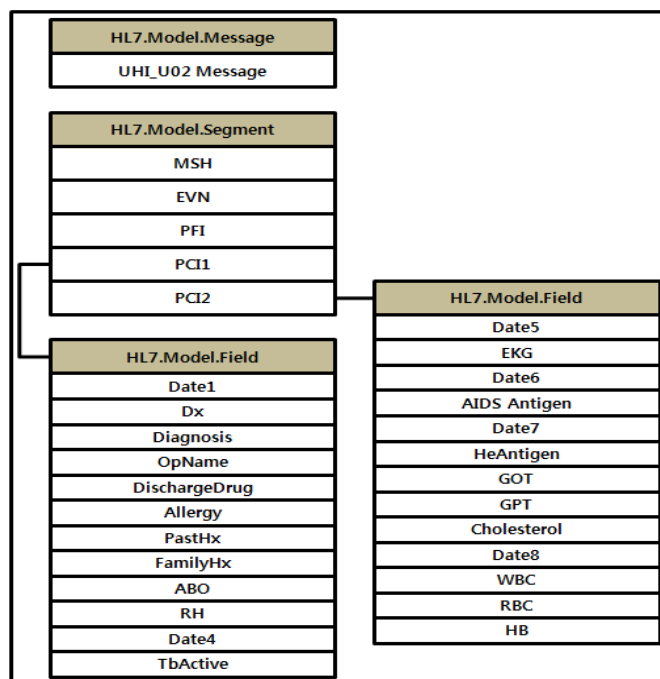 HL7.Model.Message
UHI_U02 Message
HL7.Model.Segment
MSH
EVN
PFI
PCI1
PCI2
HL7.Model.Field
Date1
Dx
Diagnosis
OpName
DischargeDrug
Allergy
PastHx
FamilyHx
ABO
RH
Date4
TbActive
HL7.Model.Field
Date5
EKG
Date6
AIDS Antigen
Date7
HeAntigen
GOT
GPT
Cholesterol
Date8
WBC
RBC
HB